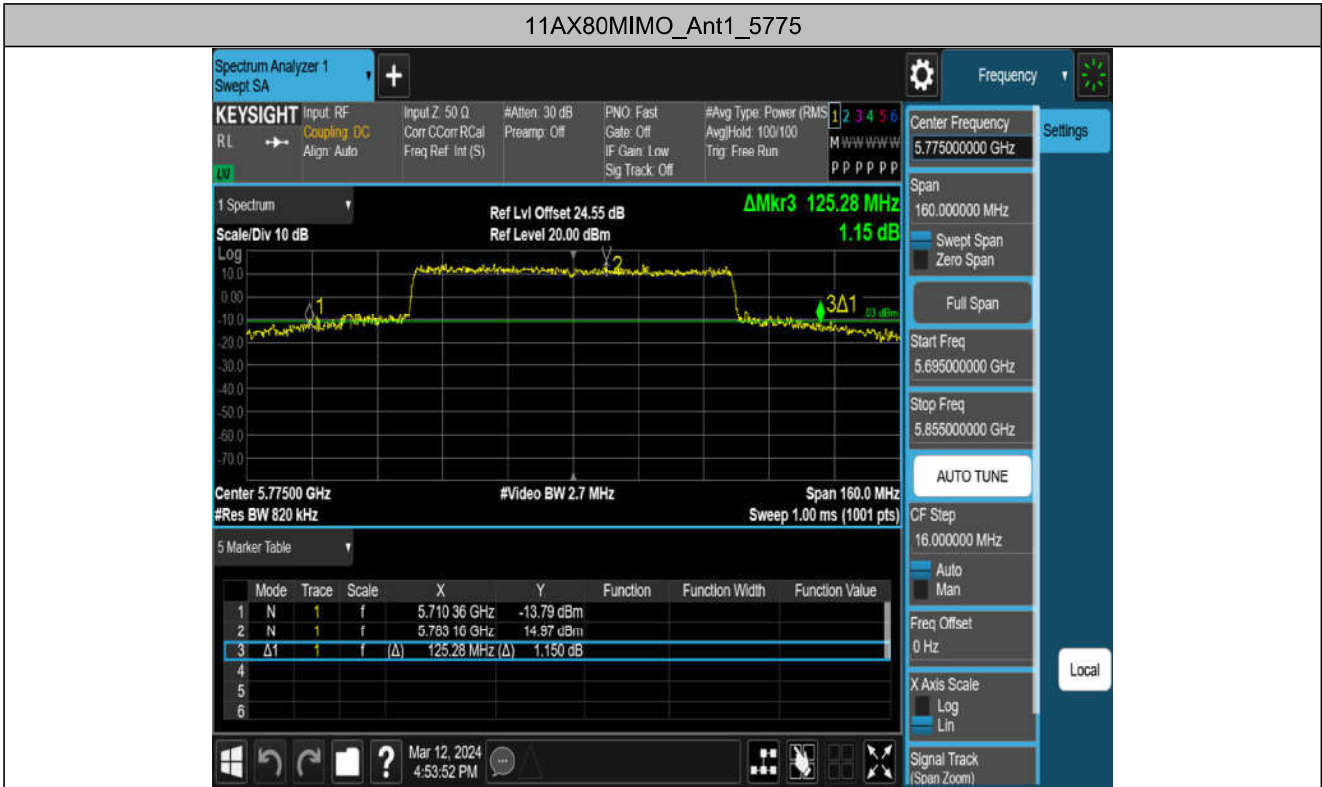 11AX80MIMO_Ant1_5775
Spectrum Analyzer 1
Swept SA
Frequency
KEYSIGHT
RL
LXI
Input: RF
Coupling: DC
Align: Auto
Input Z: 50 Ω
Corr CCorr RCal
Freq Ref: Int (S)
#Atten: 30 dB
Preamp: Off
PNO: Fast
Gate: Off
IF Gain: Low
Sig Track: Off
#Avg Type: Power (RMS
Avg|Hold: 100/100
Trig: Free Run
1 2 3 4 5 6
M W W W W W
P P P P P P
1 Spectrum
Scale/Div 10 dB
Ref Lvl Offset 24.55 dB
Ref Level 20.00 dBm
ΔMkr3 125.28 MHz
1.15 dB
Log
10.0
0.00
-10.0
-20.0
-30.0
-40.0
-50.0
-60.0
-70.0
1
2
3Δ1
.03 dBm
Center 5.77500 GHz
#Video BW 2.7 MHz
Span 160.0 MHz
#Res BW 820 kHz
Sweep 1.00 ms (1001 pts)
5 Marker Table
Mode Trace Scale X Y Function Function Width Function Value
1 N 1 f 5.710 36 GHz -13.79 dBm
2 N 1 f 5.783 16 GHz 14.97 dBm
3 Δ1 1 f (Δ) 125.28 MHz (Δ) 1.150 dB
4
5
6
Mar 12, 2024
4:53:52 PM
Center Frequency
5.775000000 GHz
Settings
Span
160.000000 MHz
Swept Span
Zero Span
Full Span
Start Freq
5.695000000 GHz
Stop Freq
5.855000000 GHz
AUTO TUNE
CF Step
16.000000 MHz
Auto
Man
Freq Offset
0 Hz
Local
X Axis Scale
Log
Lin
Signal Track
(Span Zoom)